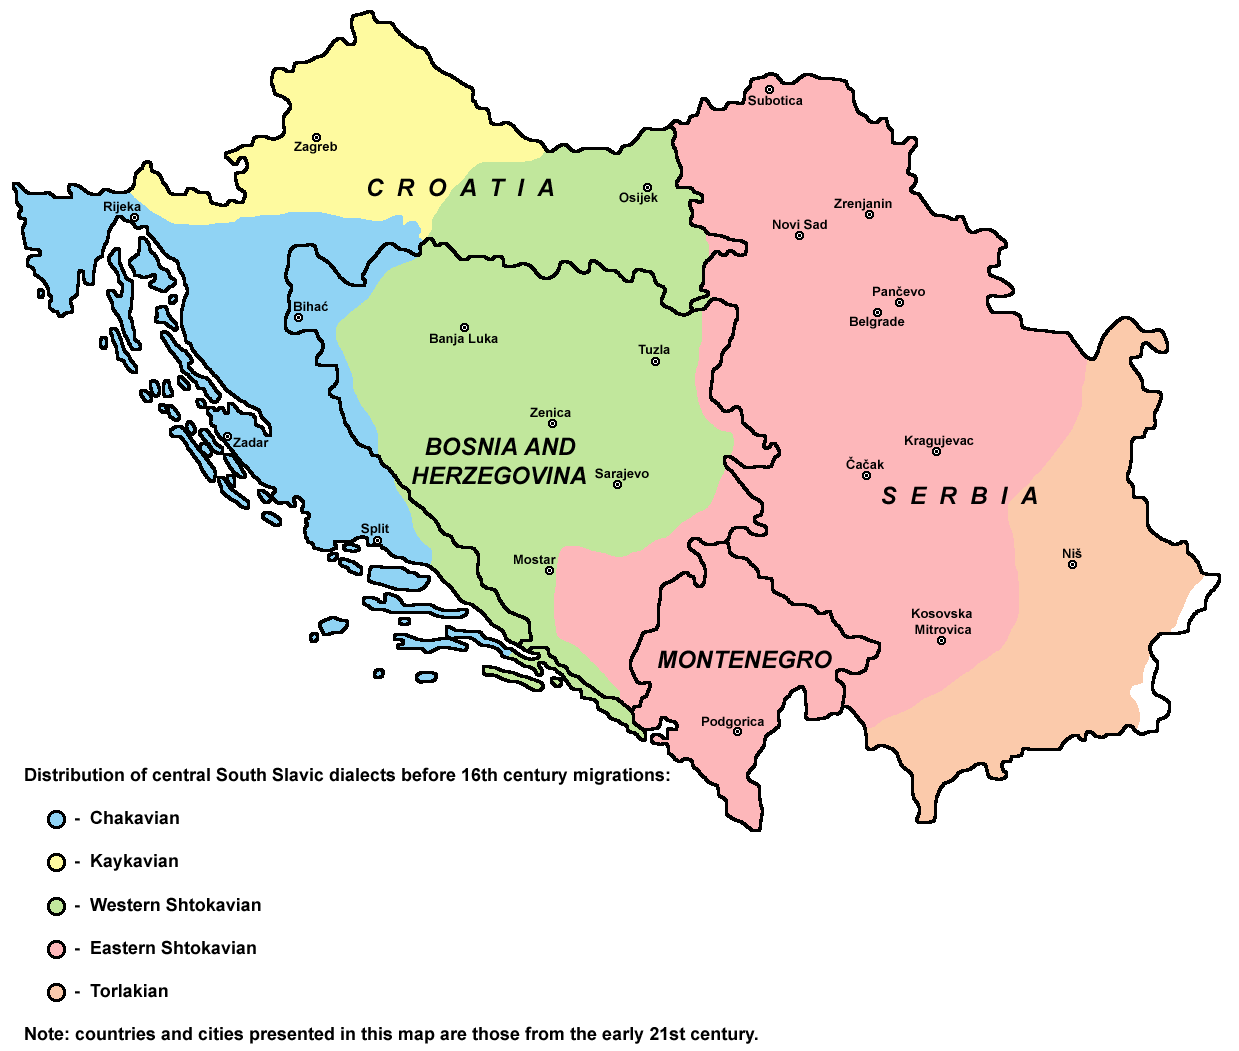 Subotica
Zagreb
CROATIA
Osijek
Rijeka
Zrenjanin
Novi Sad
Pančevo
Belgrade
Bihać
Banja Luka
Tuzla
Zenica
Zadar
BOSNIA AND
HERZEGOVINA
Kragujevac
Čačak
Sarajevo
SERBIA
Split
Mostar
Niš
Kosovska
Mitrovica
MONTENEGRO
Podgorica
Distribution of central South Slavic dialects before 16th century migrations:
- Chakavian
- Kaykavian
- Western Shtokavian
- Eastern Shtokavian
- Torlakian
Note: countries and cities presented in this map are those from the early 21st century.